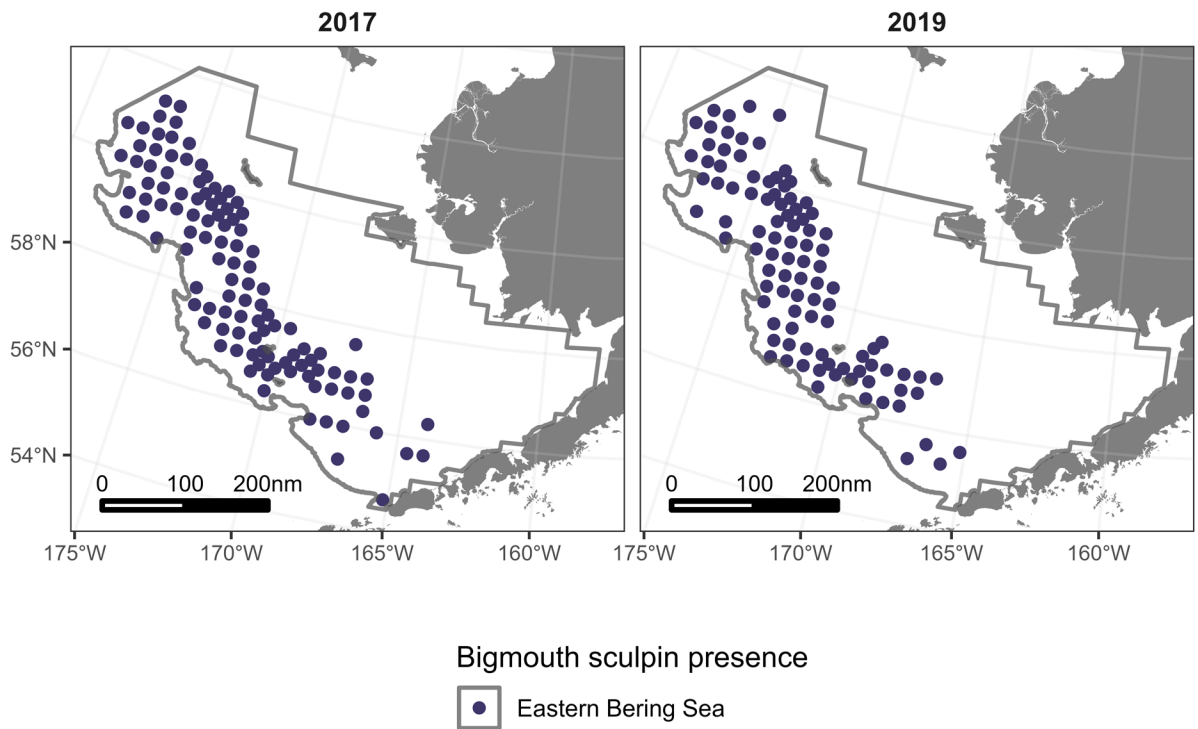 2017
2019
58°N
56°N
54°N
0 100 200nm
0 100 200nm
175°W 170°W 165°W 160°W
175°W 170°W 165°W 160°W
Bigmouth sculpin presence
Eastern Bering Sea